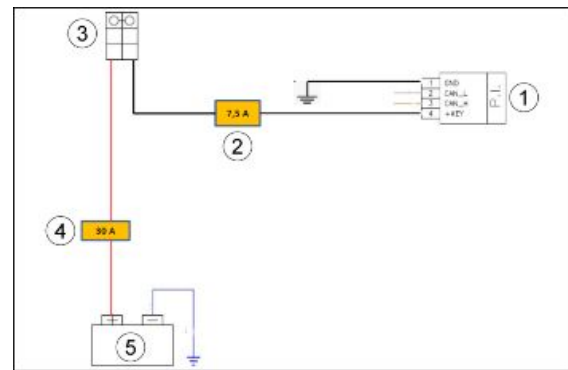 3
1 GND
2 CAN_L
3 CAN_H
4 +KEY
P.I.
1
7,5 A
2
4
30 A
+ −
5